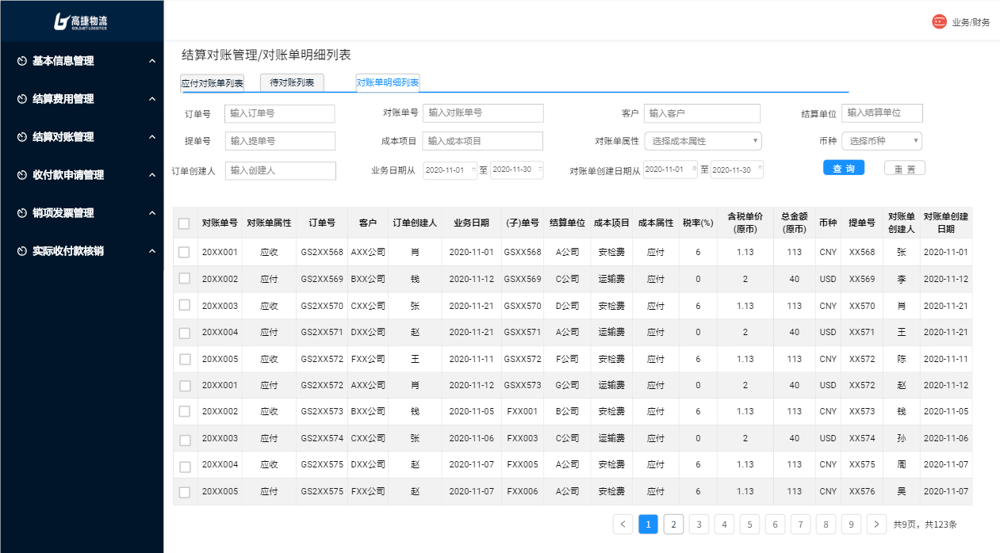 高捷物流
GOLDJET LOGISTICS
业务/财务
基本信息管理
结算费用管理
结算对账管理
收付款申请管理
销项发票管理
实际收付款核销
结算对账管理/对账单明细列表
应付对账单列表 待对账列表 对账单明细列表
订单号 输入订单号 对账单号 输入对账单号 客户 输入客户 结算单位 输入结算单位
提单号 输入提单号 成本项目 输入成本项目 对账单属性 选择成本属性 币种 选择币种
订单创建人 输入创建人 业务日期从 2020-11-01 至 2020-11-30 对账单创建日期从 2020-11-01 至 2020-11-30 查 询 重 置
对账单号 对账单属性 订单号 客户 订单创建人 业务日期 (子)单号 结算单位 成本项目 成本属性 税率(%) 含税单价(原币) 总金额(原币) 币种 提单号 对账单创建人 对账单创建日期
20XX001 应收 GS2XX568 AXX公司 肖 2020-11-01 GSXX568 A公司 安检费 应付 6 1.13 113 CNY XX568 张 2020-11-01
20XX002 应付 GS2XX569 BXX公司 钱 2020-11-12 GSXX569 C公司 运输费 应付 0 2 40 USD XX569 李 2020-11-12
20XX003 应收 GS2XX570 CXX公司 张 2020-11-21 GSXX570 D公司 安检费 应付 6 1.13 113 CNY XX570 肖 2020-11-21
20XX004 应付 GS2XX571 DXX公司 赵 2020-11-21 GSXX571 A公司 运输费 应付 0 2 40 USD XX571 王 2020-11-21
20XX005 应收 GS2XX572 FXX公司 王 2020-11-11 GSXX572 F公司 安检费 应付 6 1.13 113 CNY XX572 陈 2020-11-11
20XX001 应付 GS2XX572 AXX公司 肖 2020-11-12 GSXX573 G公司 运输费 应付 0 2 40 USD XX572 赵 2020-11-12
20XX002 应收 GS2XX573 BXX公司 钱 2020-11-05 FXX001 B公司 安检费 应付 6 1.13 113 CNY XX573 钱 2020-11-05
20XX003 应付 GS2XX574 CXX公司 张 2020-11-06 FXX003 C公司 运输费 应付 0 2 40 USD XX574 孙 2020-11-06
20XX004 应收 GS2XX575 DXX公司 赵 2020-11-07 FXX005 A公司 安检费 应付 6 1.13 113 CNY XX575 周 2020-11-07
20XX005 应付 GS2XX575 FXX公司 赵 2020-11-07 FXX006 A公司 安检费 应付 6 1.13 113 CNY XX576 吴 2020-11-07
< 1 2 3 4 5 6 7 8 9 > 共9页，共123条